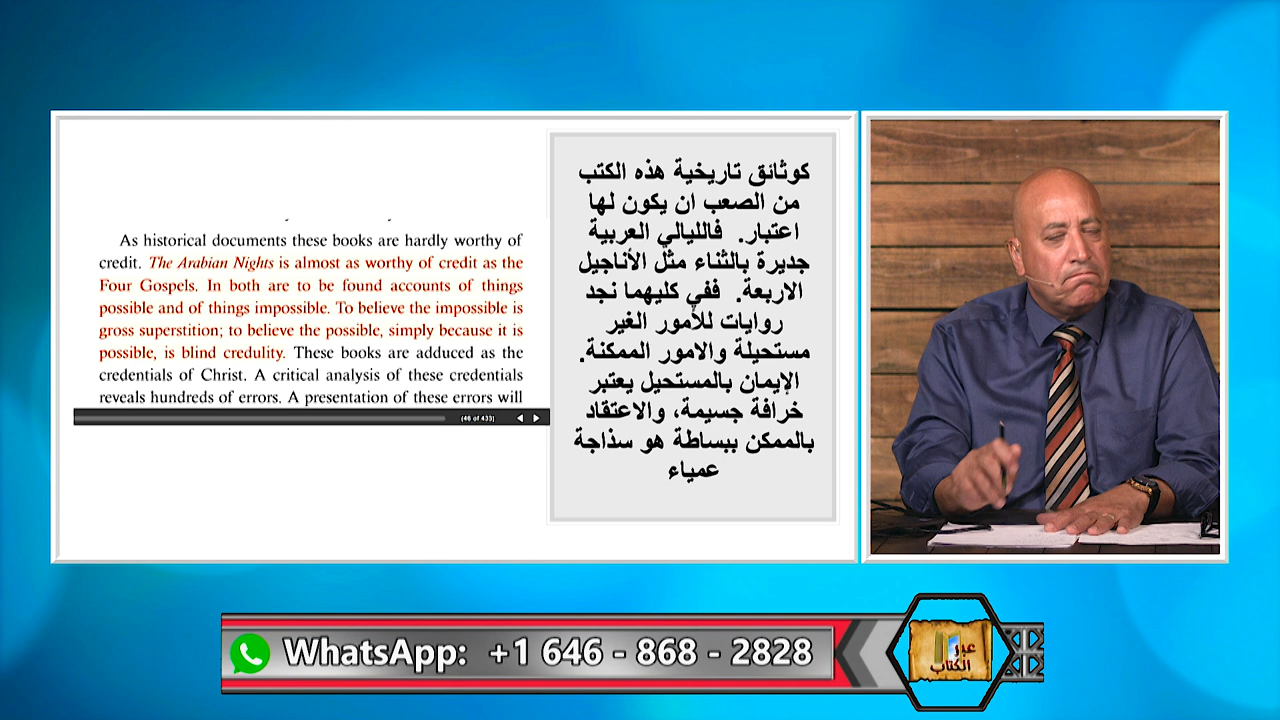 As historical documents these books are hardly worthy of
credit. The Arabian Nights is almost as worthy of credit as the
Four Gospels. In both are to be found accounts of things
possible and of things impossible. To believe the impossible is
gross superstition; to believe the possible, simply because it is
possible, is blind credulity. These books are adduced as the
credentials of Christ. A critical analysis of these credentials
reveals hundreds of errors. A presentation of these errors will
(46 of 433)
كوثائق تاريخية هذه الكتب
من الصعب ان يكون لها
اعتبار. فالليالي العربية
جديرة بالثناء مثل الأناجيل
الاربعة. ففي كليهما نجد
روايات للأمور الغير
مستحيلة والامور الممكنة.
الإيمان بالمستحيل يعتبر
خرافة جسيمة، والاعتقاد
بالممكن ببساطة هو سذاجة
عمياء
WhatsApp: +1 646 - 868 - 2828
عبر
الكتاب